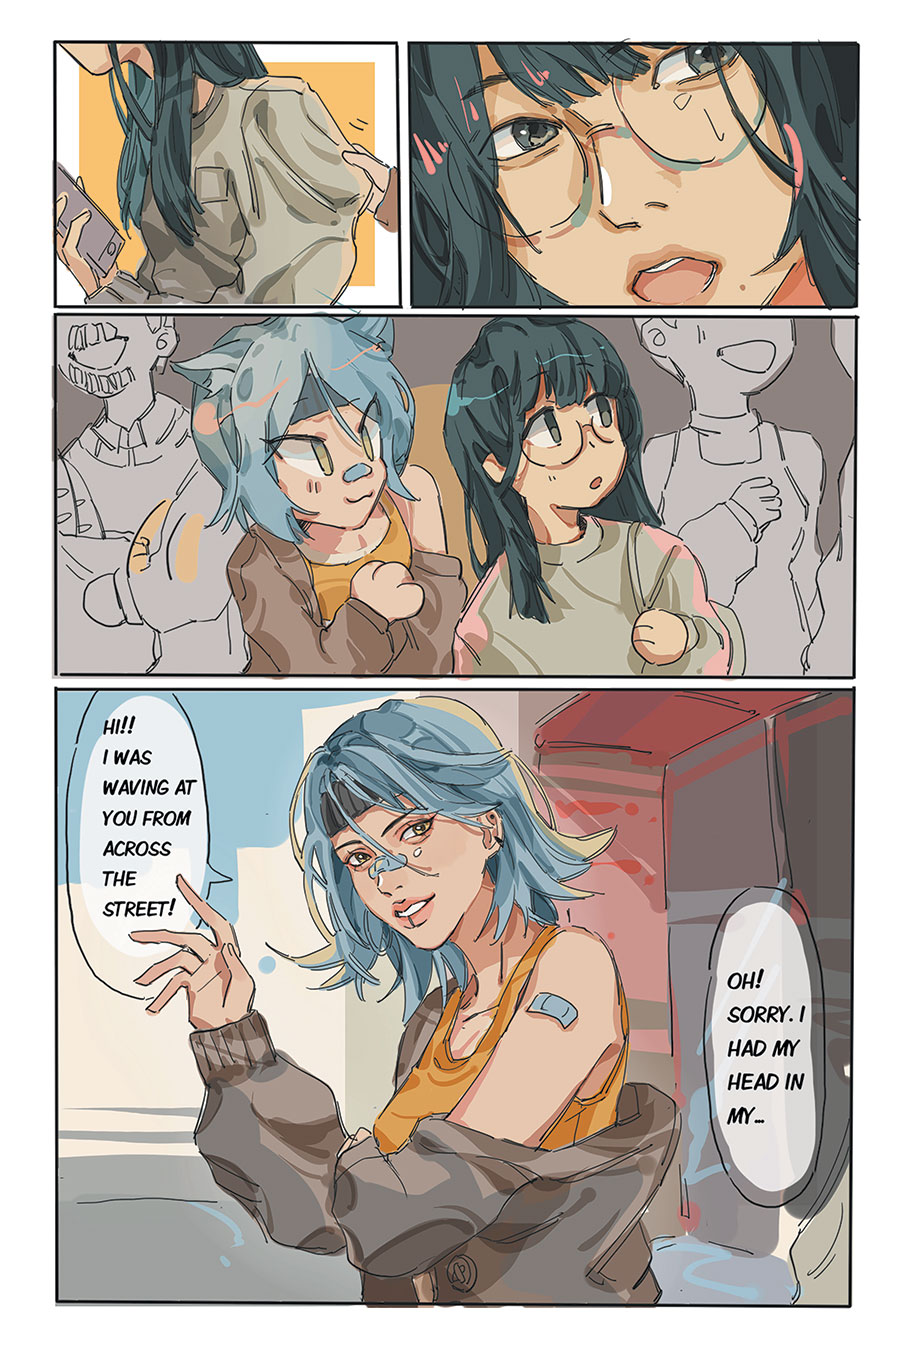 HI!!
I WAS
WAVING AT
YOU FROM
ACROSS
THE
STREET!
OH!
SORRY. I
HAD MY
HEAD IN
MY...